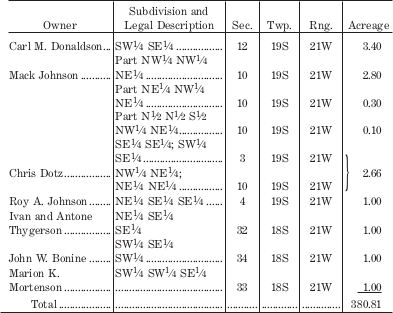 Subdivision and
Owner Legal Description Sec. Twp. Rng. Acreage
Carl M. Donaldson... SW¼ SE¼ ................. 12 19S 21W 3.40
Part NW¼ NW¼
Mack Johnson ........... NE¼ ............................ 10 19S 21W 2.80
Part NE¼ NW¼
NE¼ ............................ 10 19S 21W 0.30
Part N½ N½ S½
NW¼ NE¼................ 10 19S 21W 0.10
SE¼ SE¼; SW¼
SE¼ ............................. 3 19S 21W
Chris Dotz................. NW¼ NE¼; 2.66
NE¼ NE¼ ................ 10 19S 21W
Roy A. Johnson ........ NE¼ SE¼ SE¼ ...... 4 19S 21W 1.00
Ivan and Antone NE¼ SE¼
Thygerson ................. SE¼ 32 18S 21W 1.00
SW¼ SE¼
John W. Bonine ....... SW¼ ............................ 34 18S 21W 1.00
Marion K. SW¼ SW¼ SE¼
Mortenson ................. ....................................... 33 18S 21W 1.00
Total ................... ....................................... ........... ............. .............. 380.81